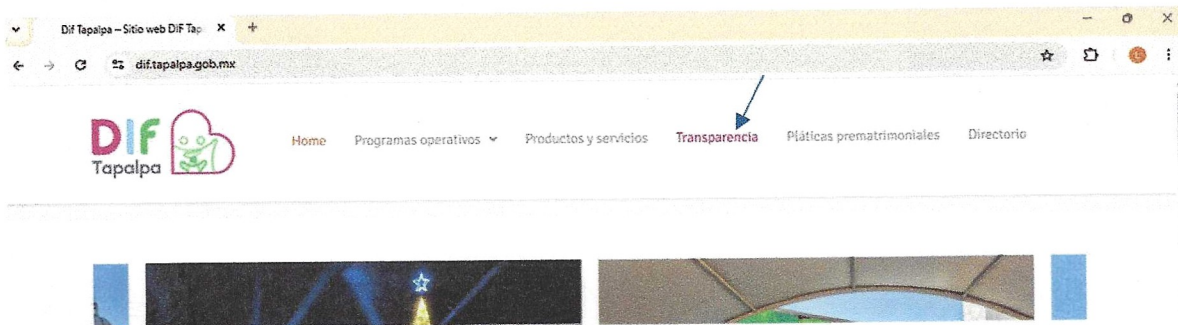 Dif Tapalpa – Sitio web DIF Tap
dif.tapalpa.gob.mx
DIF
Tapalpa
Home Programas operativos Productos y servicios Transparencia Pláticas prematrimoniales Directorio